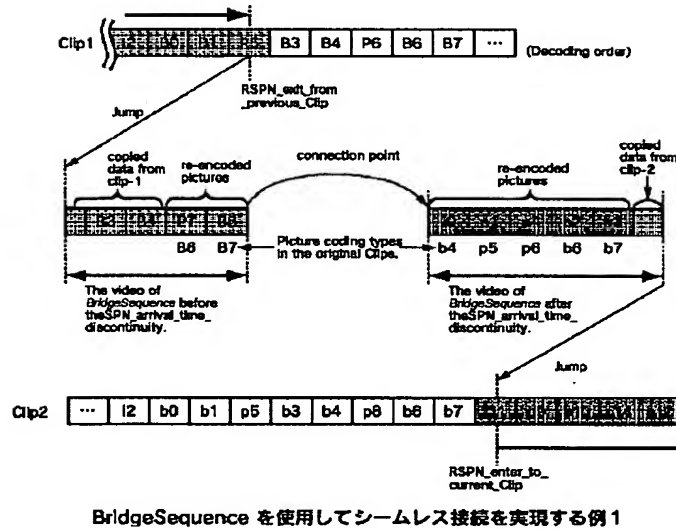 Clip1
B3 B4 P6 B6 B7 ...
(Decoding order)
RSPN_exit_from
_previous_Clip
Jump
copied
data from
clip-1
re-encoded
pictures
connection point
re-encoded
pictures
copied
data from
clip-2
B6 B7
Picture coding types
in the original Clips.
b4 p5 p6 b6 b7
The video of
BridgeSequence before
theSPN_arrival_time_
discontinuity.
The video of
BridgeSequence after
theSPN_arrival_time_
discontinuity.
Jump
Clip2
... I2 b0 b1 p5 b3 b4 p8 b6 b7
RSPN_enter_to_
current_Clip
BridgeSequence を使用してシームレス接続を実現する例1